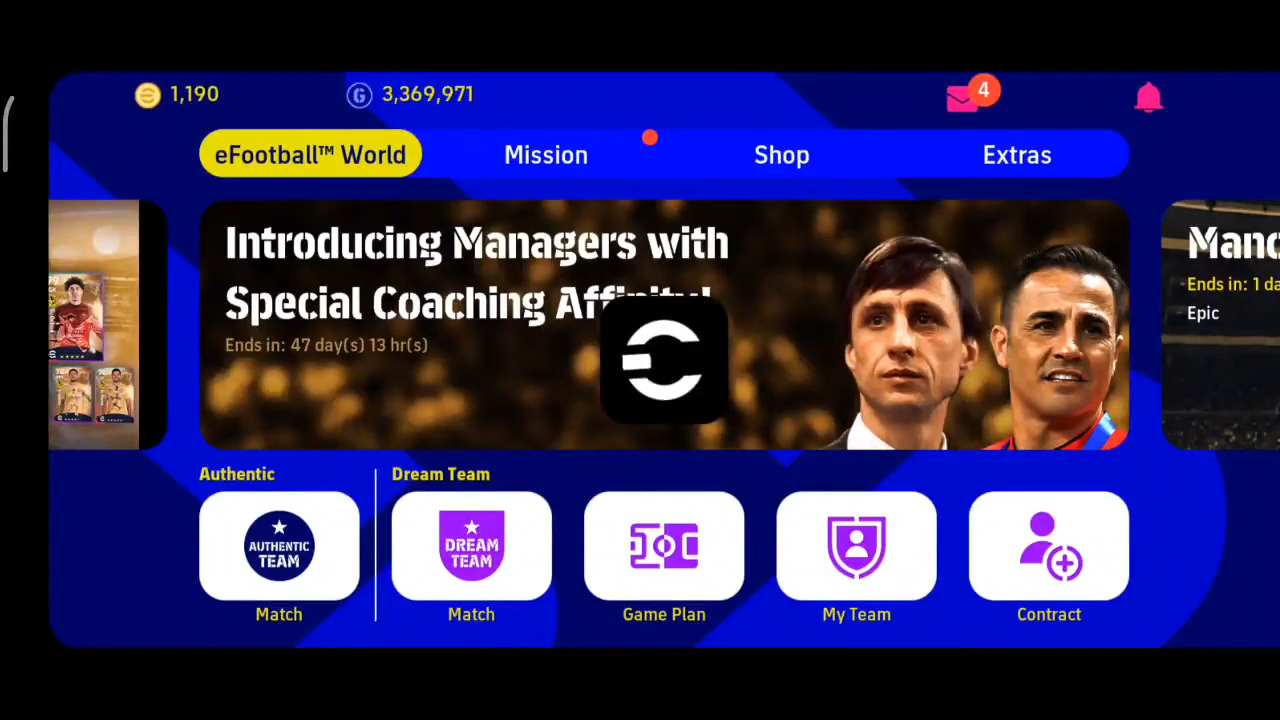 1,190
3,369,971
4
eFootball™ World
Mission
Shop
Extras
Introducing Managers with
Special Coaching Affinity!
Ends in: 47 day(s) 13 hr(s)
Ends in: 1
Epic
Authentic
Dream Team
AUTHENTIC
TEAM
DREAM
TEAM
Match
Match
Game Plan
My Team
Contract